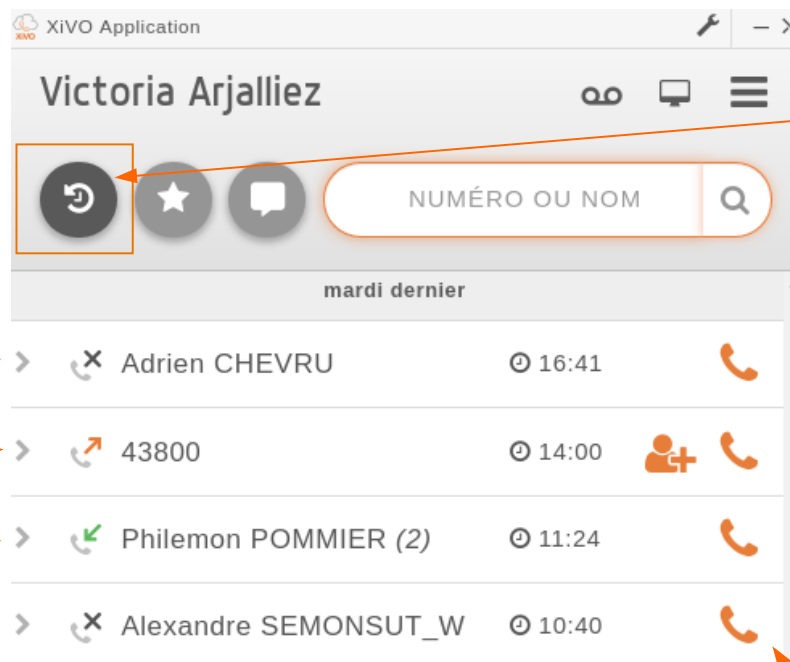 XiVO XiVO Application
Victoria Arjalliez
NUMÉRO OU NOM
mardi dernier
Adrien CHEVRU 16:41
43800 14:00
Philemon POMMIER (2) 11:24
Alexandre SEMONSUT_W 10:40